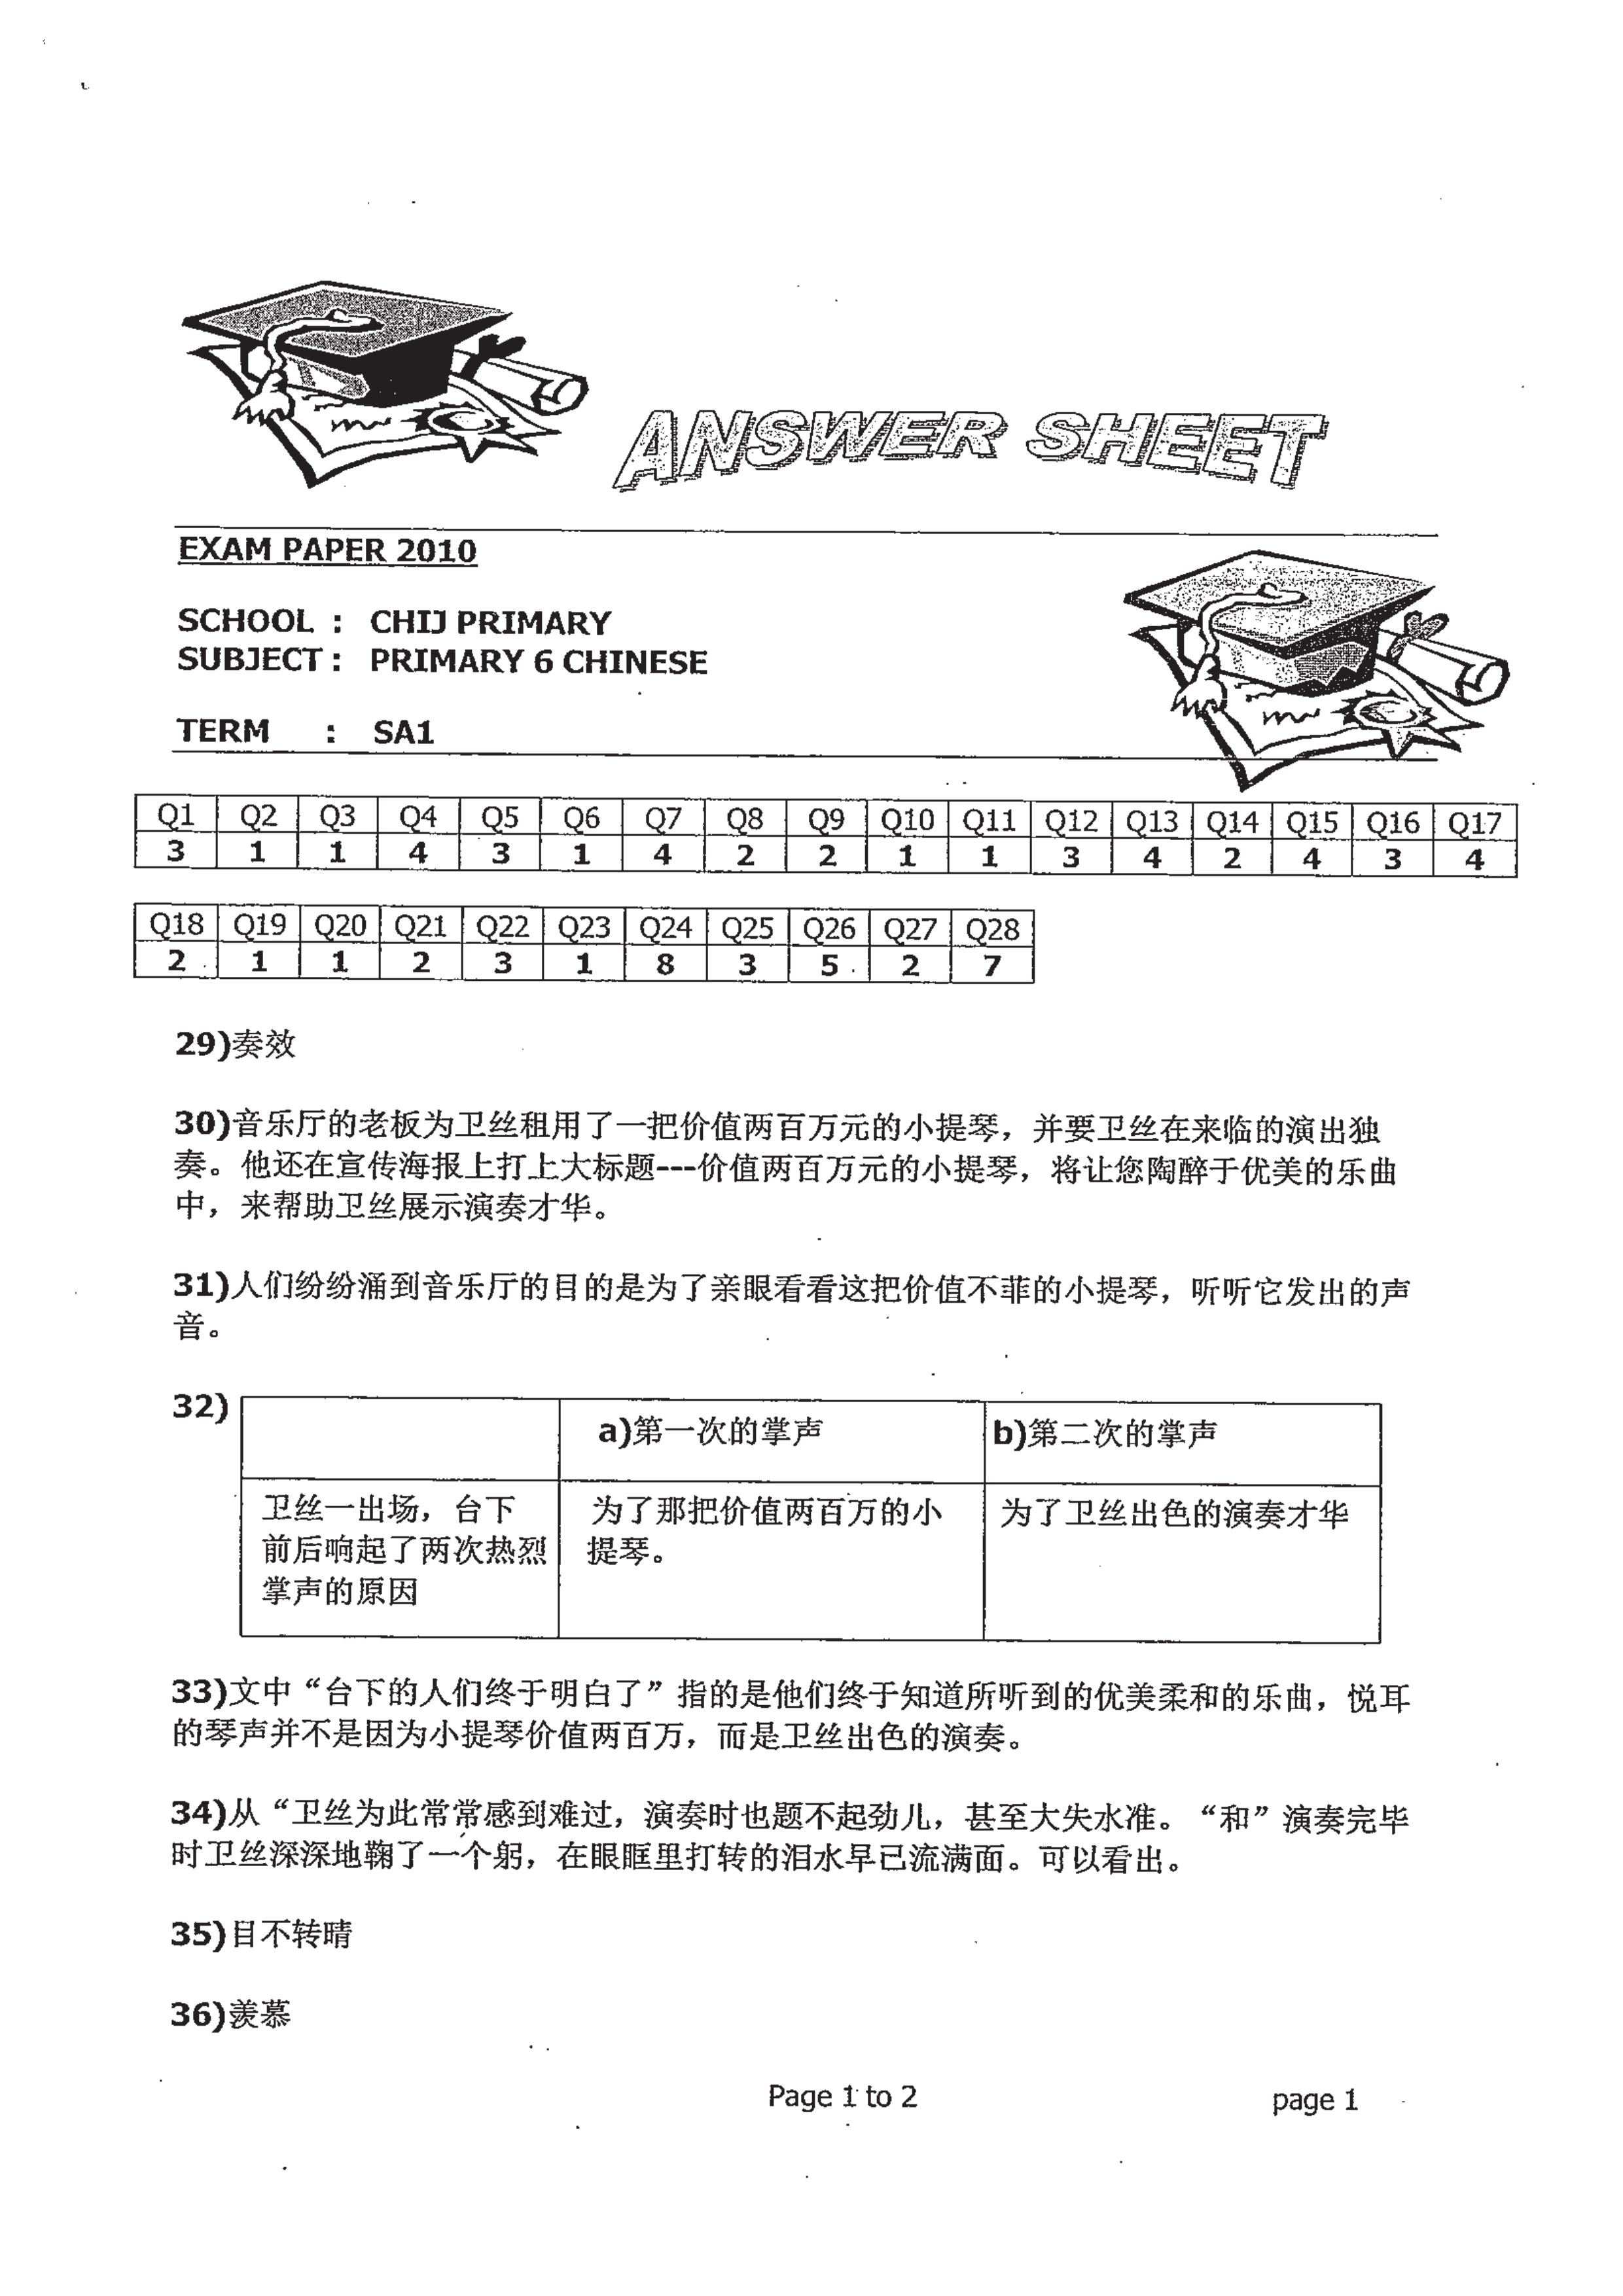 ANSWER SHEET
EXAM PAPER 2010
SCHOOL : CHIJ PRIMARY
SUBJECT : PRIMARY 6 CHINESE
TERM : SA1
Q1 Q2 Q3 Q4 Q5 Q6 Q7 Q8 Q9 Q10 Q11 Q12 Q13 Q14 Q15 Q16 Q17
3 1 1 4 3 1 4 2 2 1 1 3 4 2 4 3 4
Q18 Q19 Q20 Q21 Q22 Q23 Q24 Q25 Q26 Q27 Q28
2 1 1 2 3 1 8 3 5 2 7
29)奏效
30)音乐厅的老板为卫丝租用了一把价值两百万元的小提琴，并要卫丝在来临的演出独
奏。他还在宣传海报上打上大标题---价值两百万元的小提琴，将让您陶醉于优美的乐曲
中，来帮助卫丝展示演奏才华。
31)人们纷纷涌到音乐厅的目的是为了亲眼看看这把价值不菲的小提琴，听听它发出的声
音。
32)
a)第一次的掌声 b)第二次的掌声
卫丝一出场，台下 为了那把价值两百万的小 为了卫丝出色的演奏才华
前后响起了两次热烈 提琴。
掌声的原因
33)文中“台下的人们终于明白了”指的是他们终于知道所听到的优美柔和的乐曲，悦耳
的琴声并不是因为小提琴价值两百万，而是卫丝出色的演奏。
34)从“卫丝为此常常感到难过，演奏时也题不起劲儿，甚至大失水准。“和”演奏完毕
时卫丝深深地鞠了一个躬，在眼眶里打转的泪水早已流满面。可以看出。
35)目不转睛
36)羡慕
Page 1 to 2 page 1